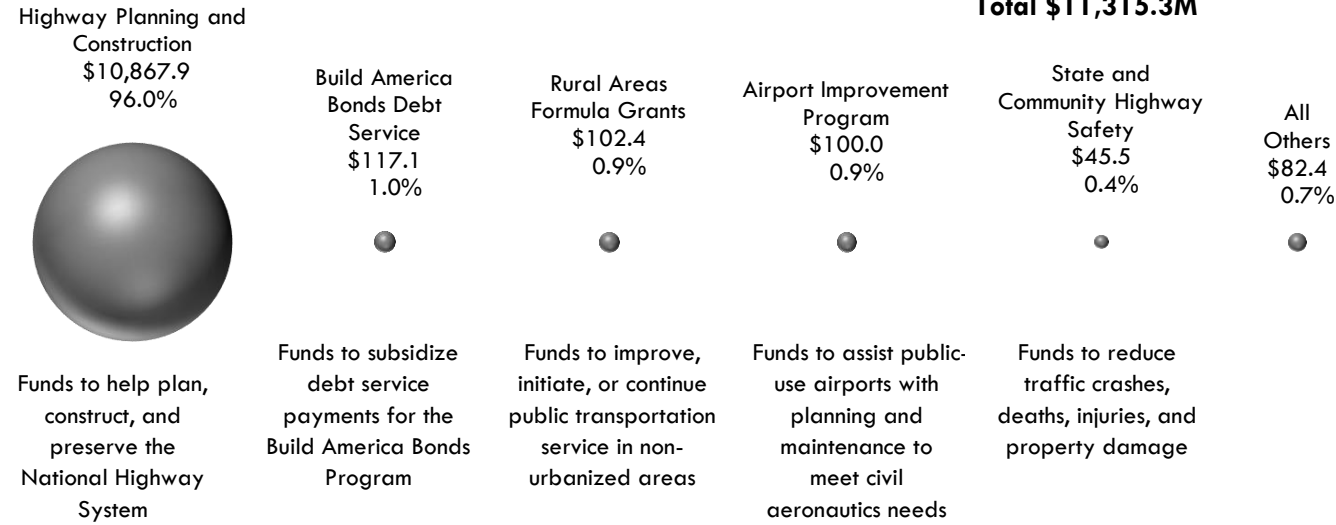 Total $11,315.3M
Highway Planning and
Construction
$10,867.9
96.0%
Build America
Bonds Debt
Service
$117.1
1.0%
Rural Areas
Formula Grants
$102.4
0.9%
Airport Improvement
Program
$100.0
0.9%
State and
Community Highway
Safety
$45.5
0.4%
All
Others
$82.4
0.7%
Funds to help plan,
construct, and
preserve the
National Highway
System
Funds to subsidize
debt service
payments for the
Build America Bonds
Program
Funds to improve,
initiate, or continue
public transportation
service in non-
urbanized areas
Funds to assist public-
use airports with
planning and
maintenance to
meet civil
aeronautics needs
Funds to reduce
traffic crashes,
deaths, injuries, and
property damage